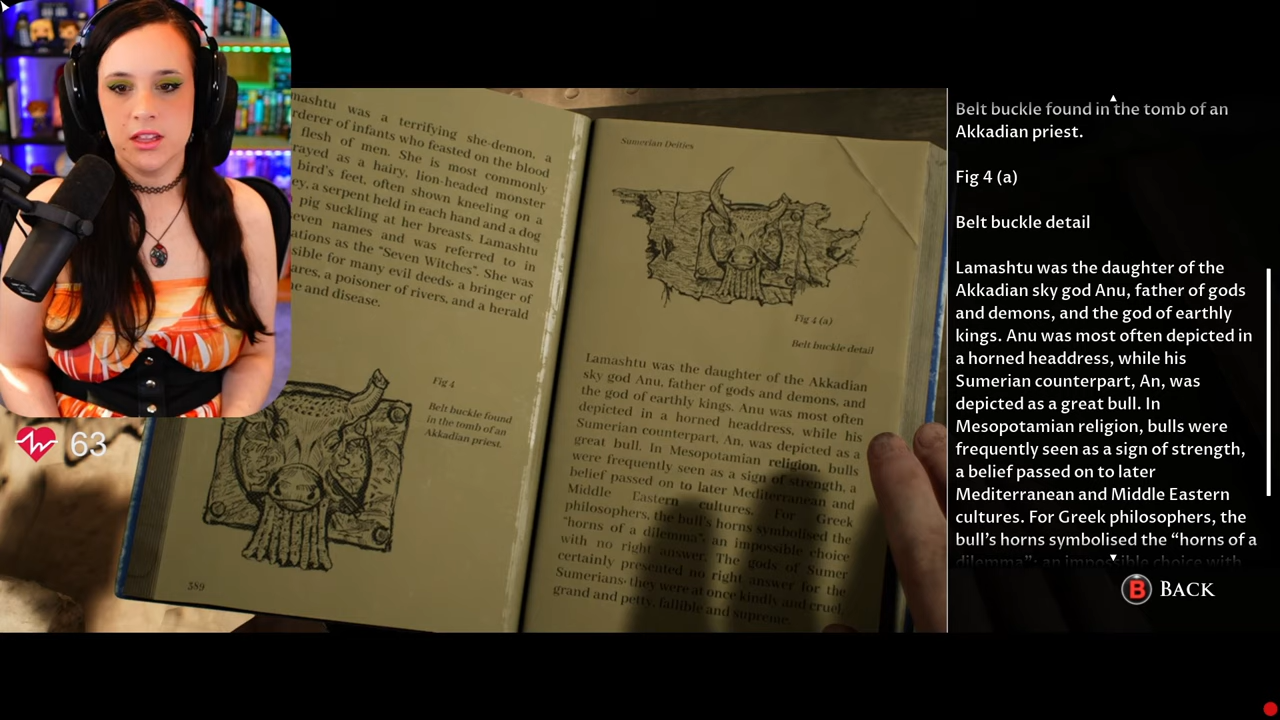 mashtu was a terrifying she-demon, a
rderer of infants who feasted on the blood
flesh of men. She is most commonly
rayed as a hairy, lion-headed monster
bird's feet, often shown kneeling on a
ey, a serpent held in each hand and a dog
pig suckling at her breasts. Lamashtu
even names and was referred to in
ations as the "Seven Witches". She was
sible for many evil deeds: a bringer of
ares, a poisoner of rivers, and a herald
e and disease.
Fig 4
Belt buckle found
in the tomb of an
Akkadian priest.
389
Sumerian Deities
Fig 4 (a)
Belt buckle detail
Lamashtu was the daughter of the Akkadian
sky god Anu, father of gods and demons, and
the god of earthly kings. Anu was most often
depicted in a horned headdress, while his
Sumerian counterpart, An, was depicted as a
great bull. In Mesopotamian religion, bulls
were frequently seen as a sign of strength, a
belief passed on to later Mediterranean and
Middle Eastern cultures. For Greek
philosophers, the bull's horns symbolised the
"horns of a dilemma": an impossible choice
with no right answer. The gods of Sumer
certainly presented no right answer for the
Sumerians: they were at once kindly and cruel,
grand and petty, fallible and supreme.
63
Belt buckle found in the tomb of an
Akkadian priest.
Fig 4 (a)
Belt buckle detail
Lamashtu was the daughter of the
Akkadian sky god Anu, father of gods
and demons, and the god of earthly
kings. Anu was most often depicted in
a horned headdress, while his
Sumerian counterpart, An, was
depicted as a great bull. In
Mesopotamian religion, bulls were
frequently seen as a sign of strength,
a belief passed on to later
Mediterranean and Middle Eastern
cultures. For Greek philosophers, the
bull's horns symbolised the “horns of a
dilemma”: an impossible choice with
B BACK